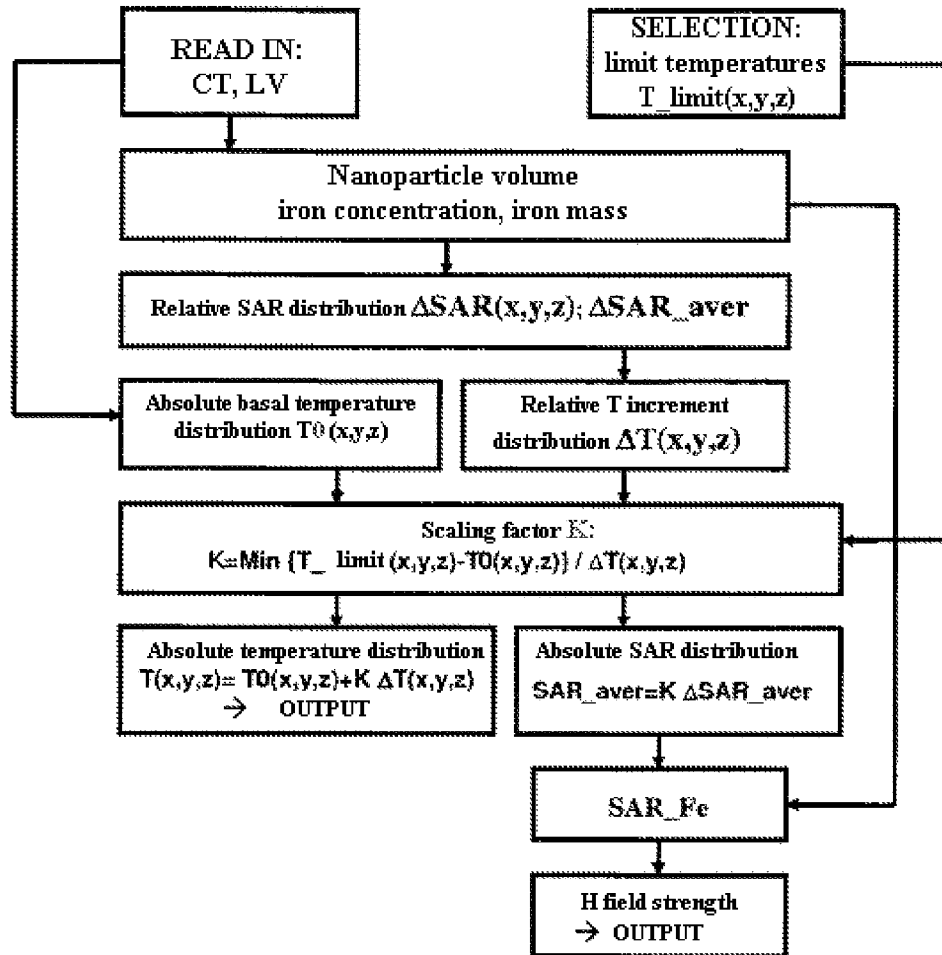 READ IN:
CT, LV
SELECTION:
limit temperatures
T_limit(x,y,z)
Nanoparticle volume
iron concentration, iron mass
Relative SAR distribution ΔSAR(x,y,z); ΔSAR_aver
Absolute basal temperature
distribution T0 (x,y,z)
Relative T increment
distribution ΔT(x,y,z)
Scaling factor K:
K=Min {T_ limit (x,y,z)-T0(x,y,z)} / ΔT(x,y,z)
Absolute temperature distribution
T(x,y,z)= T0(x,y,z)+K ΔT(x,y,z)
→ OUTPUT
Absolute SAR distribution
SAR_aver=K ΔSAR_aver
SAR_Fe
H field strength
→ OUTPUT